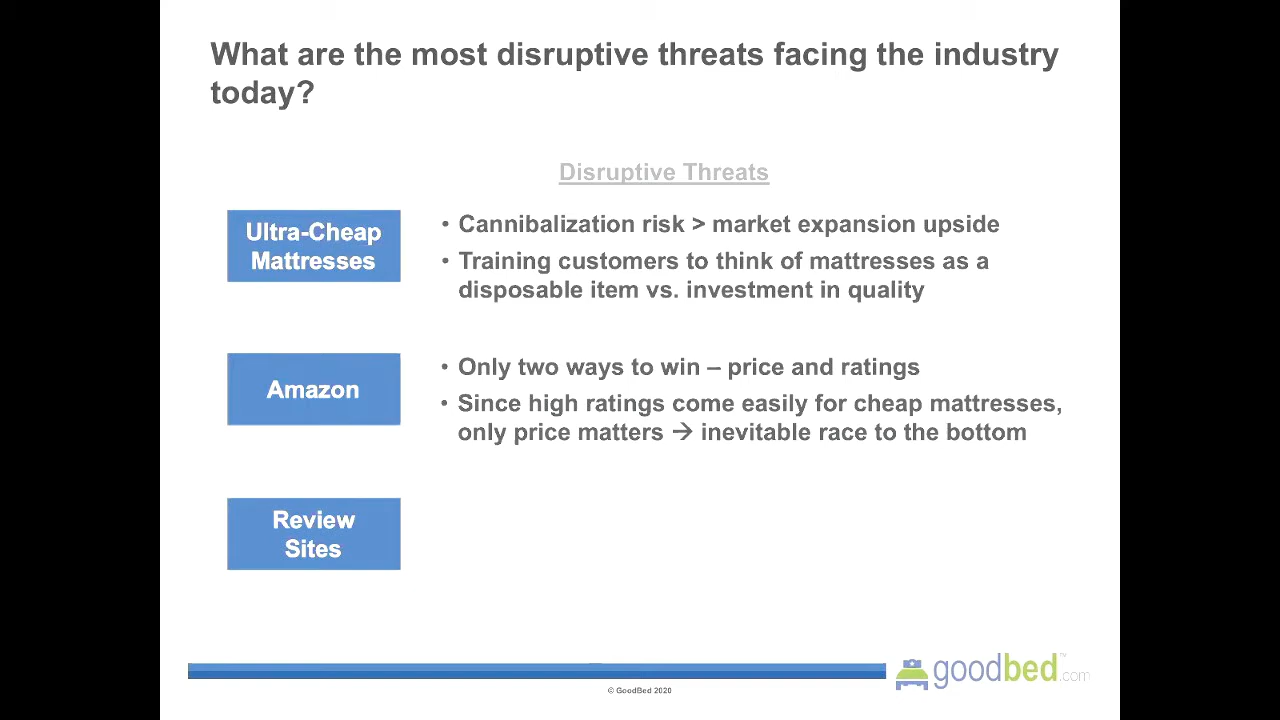 What are the most disruptive threats facing the industry
today?
Disruptive Threats
Ultra-Cheap
Mattresses
• Cannibalization risk > market expansion upside
• Training customers to think of mattresses as a
disposable item vs. investment in quality
Amazon
• Only two ways to win – price and ratings
• Since high ratings come easily for cheap mattresses,
only price matters → inevitable race to the bottom
Review
Sites
goodbed.com™
© GoodBed 2020